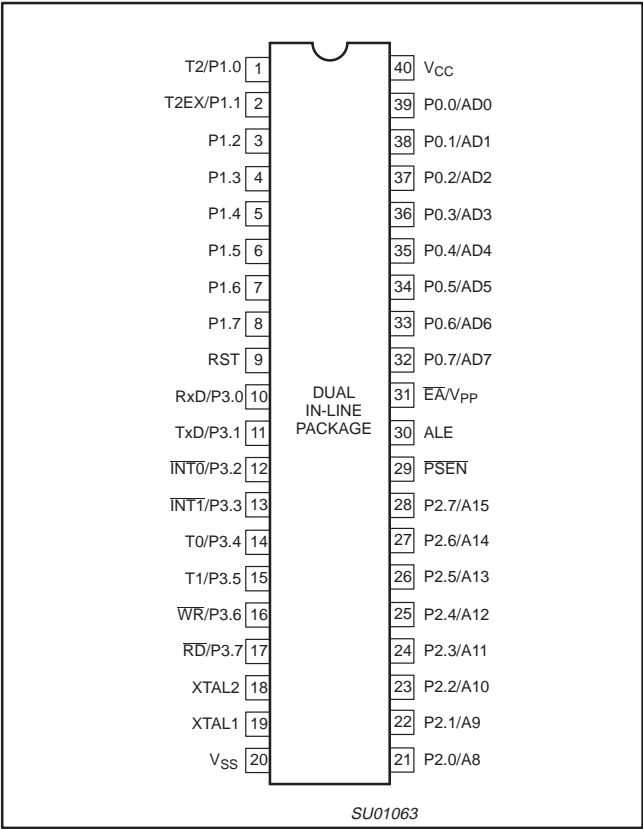 T2/P1.0 1
T2EX/P1.1 2
P1.2 3
P1.3 4
P1.4 5
P1.5 6
P1.6 7
P1.7 8
RST 9
RxD/P3.0 10
TxD/P3.1 11
I̅N̅T̅0̅/P3.2 12
I̅N̅T̅1̅/P3.3 13
T0/P3.4 14
T1/P3.5 15
W̅R̅/P3.6 16
R̅D̅/P3.7 17
XTAL2 18
XTAL1 19
VSS 20
DUAL
IN-LINE
PACKAGE
40 VCC
39 P0.0/AD0
38 P0.1/AD1
37 P0.2/AD2
36 P0.3/AD3
35 P0.4/AD4
34 P0.5/AD5
33 P0.6/AD6
32 P0.7/AD7
31 E̅A̅/VPP
30 ALE
29 P̅S̅E̅N̅
28 P2.7/A15
27 P2.6/A14
26 P2.5/A13
25 P2.4/A12
24 P2.3/A11
23 P2.2/A10
22 P2.1/A9
21 P2.0/A8
SU01063